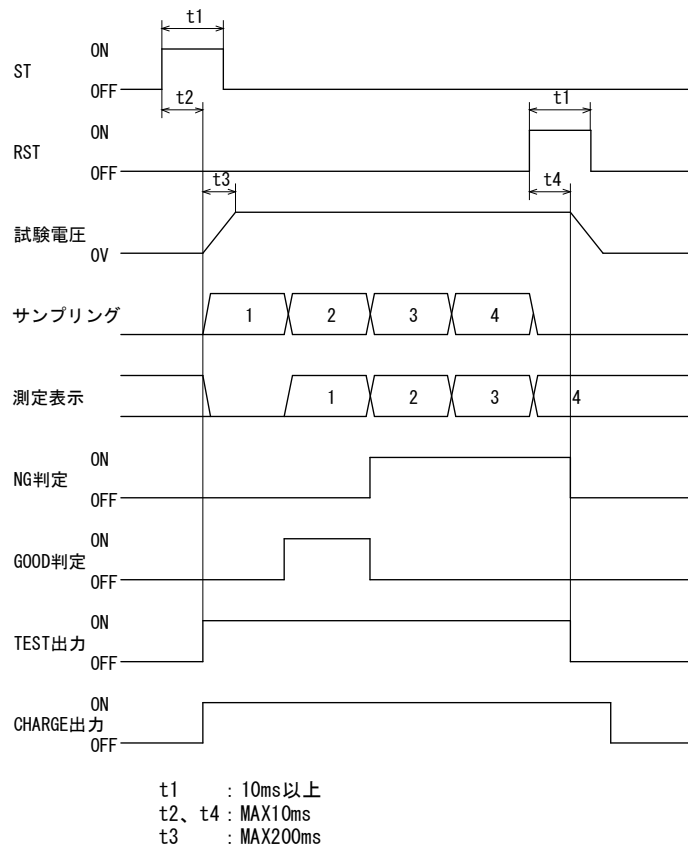 t1
ON
ST
OFF
t2
t1
ON
RST
OFF
t3
t4
試験電圧
0V
サンプリング
1 2 3 4
測定表示
1 2 3 4
ON
NG判定
OFF
ON
GOOD判定
OFF
ON
TEST出力
OFF
ON
CHARGE出力
OFF
t1 : 10ms以上
t2、t4 : MAX10ms
t3 : MAX200ms